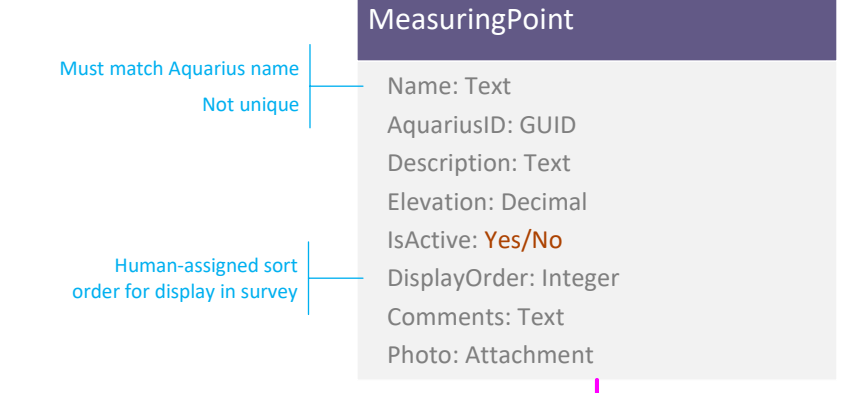 MeasuringPoint
Must match Aquarius name
Not unique
Name: Text
AquariusID: GUID
Description: Text
Elevation: Decimal
IsActive: Yes/No
Human-assigned sort
order for display in survey
DisplayOrder: Integer
Comments: Text
Photo: Attachment